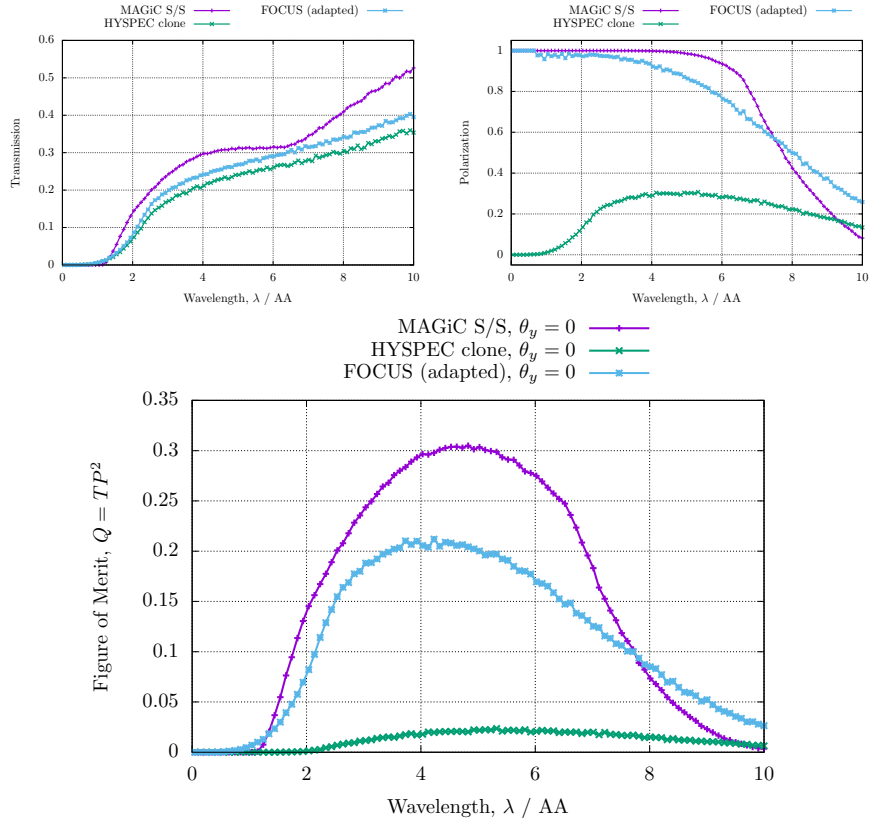 MAGiC S/S
HYSPEC clone
FOCUS (adapted)
0.6
0.5
0.4
0.3
0.2
0.1
0
Transmission
0 2 4 6 8 10
Wavelength, λ / AA
MAGiC S/S
HYSPEC clone
FOCUS (adapted)
1
0.8
0.6
0.4
0.2
0
Polarization
0 2 4 6 8 10
Wavelength, λ / AA
MAGiC S/S, θy = 0
HYSPEC clone, θy = 0
FOCUS (adapted), θy = 0
0.35
0.3
0.25
0.2
0.15
0.1
0.05
0
Figure of Merit, Q = TP²
0 2 4 6 8 10
Wavelength, λ / AA